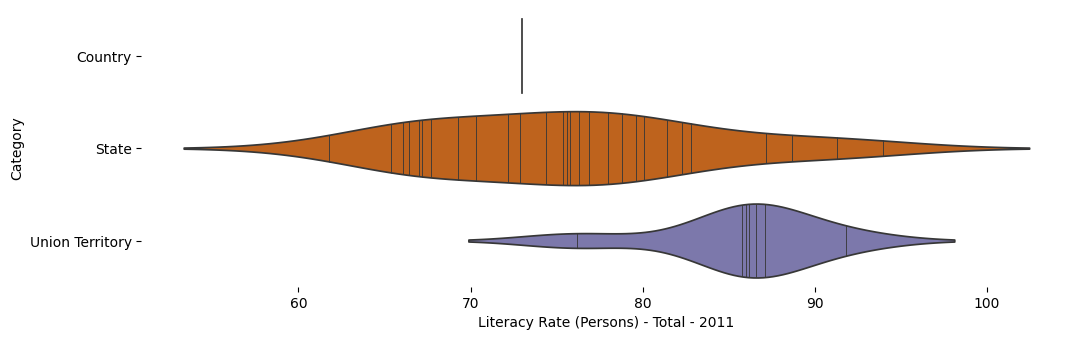 Category
Country
State
Union Territory
60 70 80 90 100
Literacy Rate (Persons) - Total - 2011